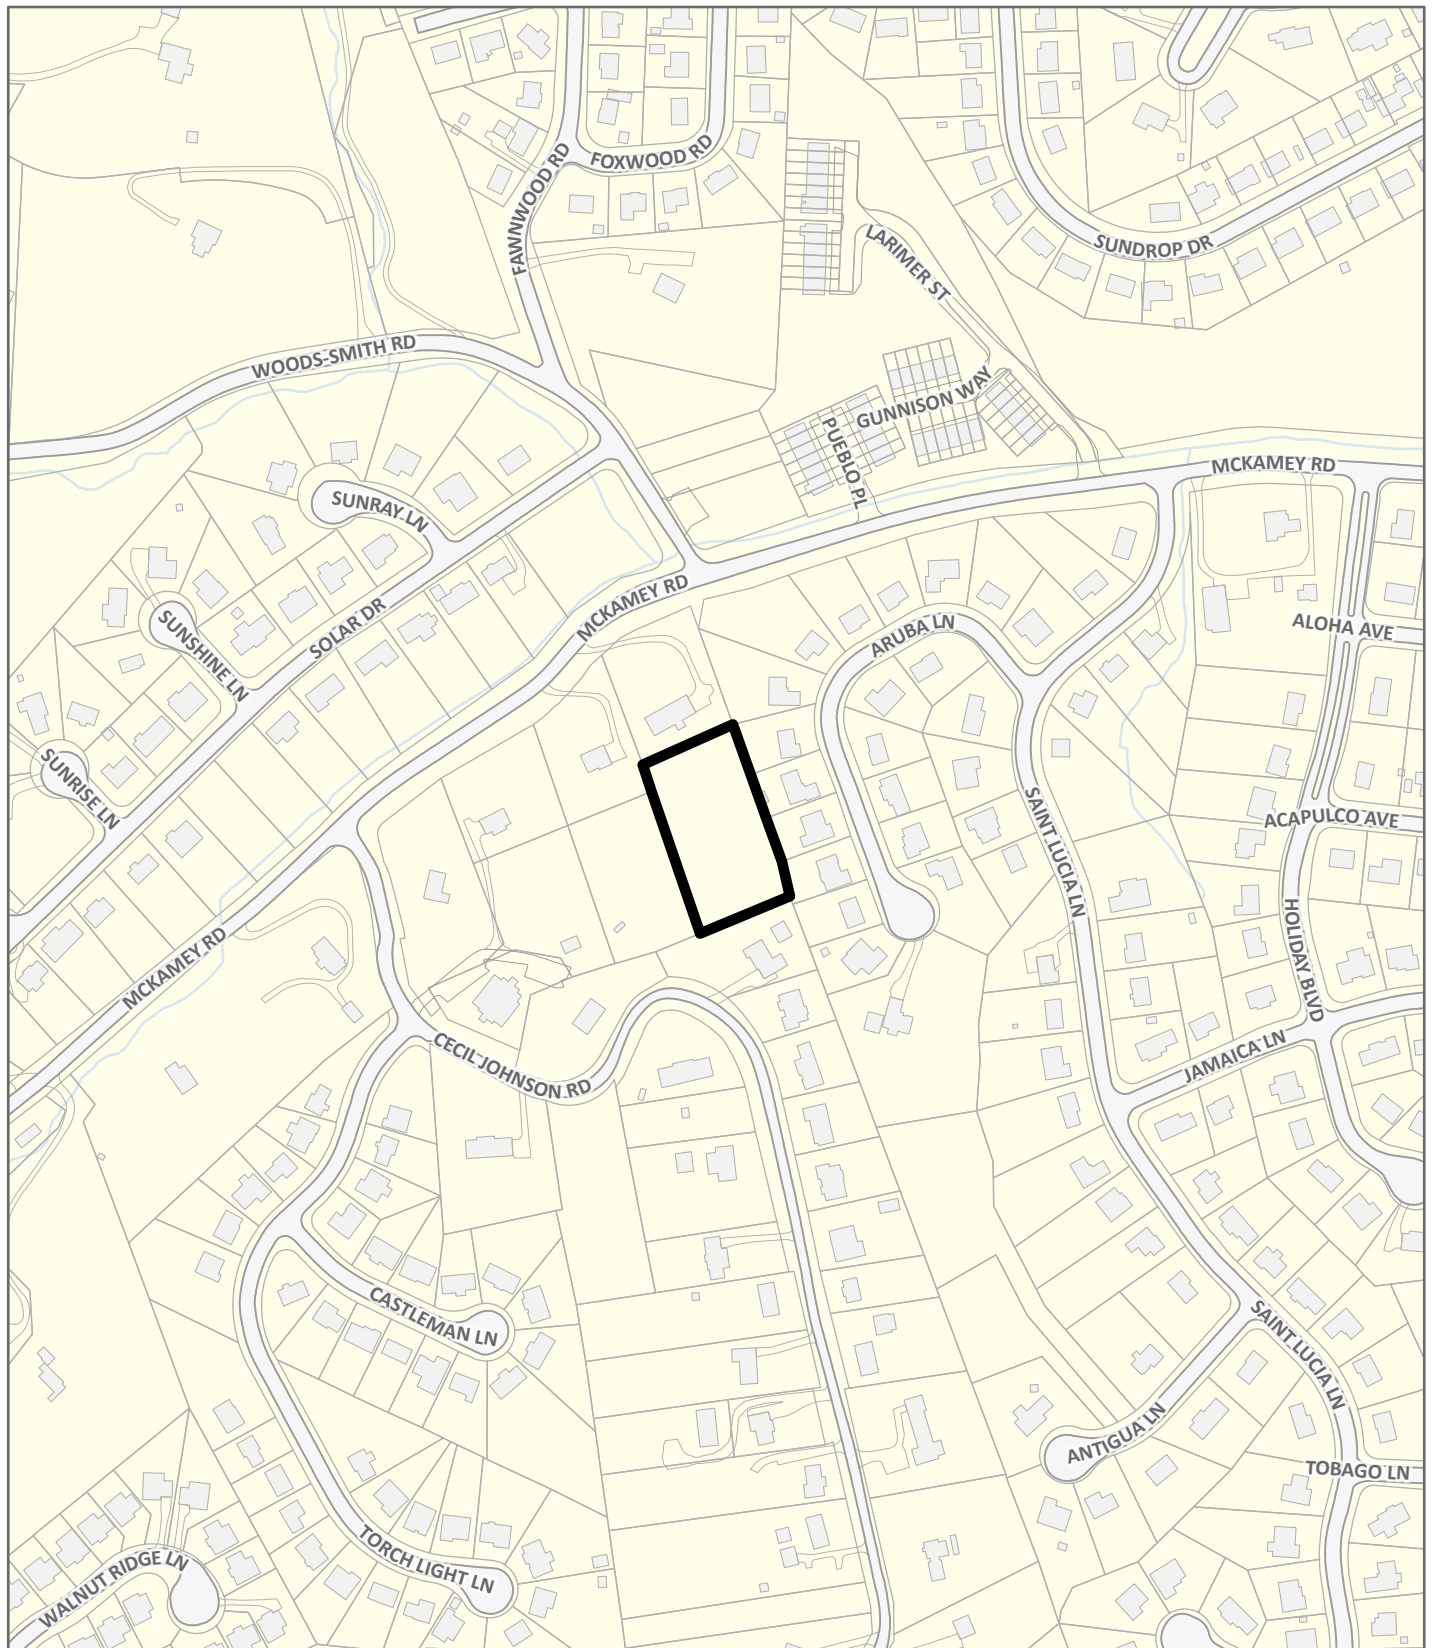 FOXWOOD RD
FAWNWOOD RD
LARIMER ST
SUNDROP DR
WOODS-SMITH RD
GUNNISON WAY
PUEBLO PL
MCKAMEY RD
SUNRAY LN
MCKAMEY RD
SUNSHINE LN
SOLAR DR
ARUBA LN
ALOHA AVE
SUNRISE LN
SAINT LUCIA LN
ACAPULCO AVE
HOLIDAY BLVD
MCKAMEY RD
CECIL JOHNSON RD
JAMAICA LN
CASTLEMAN LN
SAINT LUCIA LN
ANTIGUA LN
TOBAGO LN
TORCH LIGHT LN
WALNUT RIDGE LN